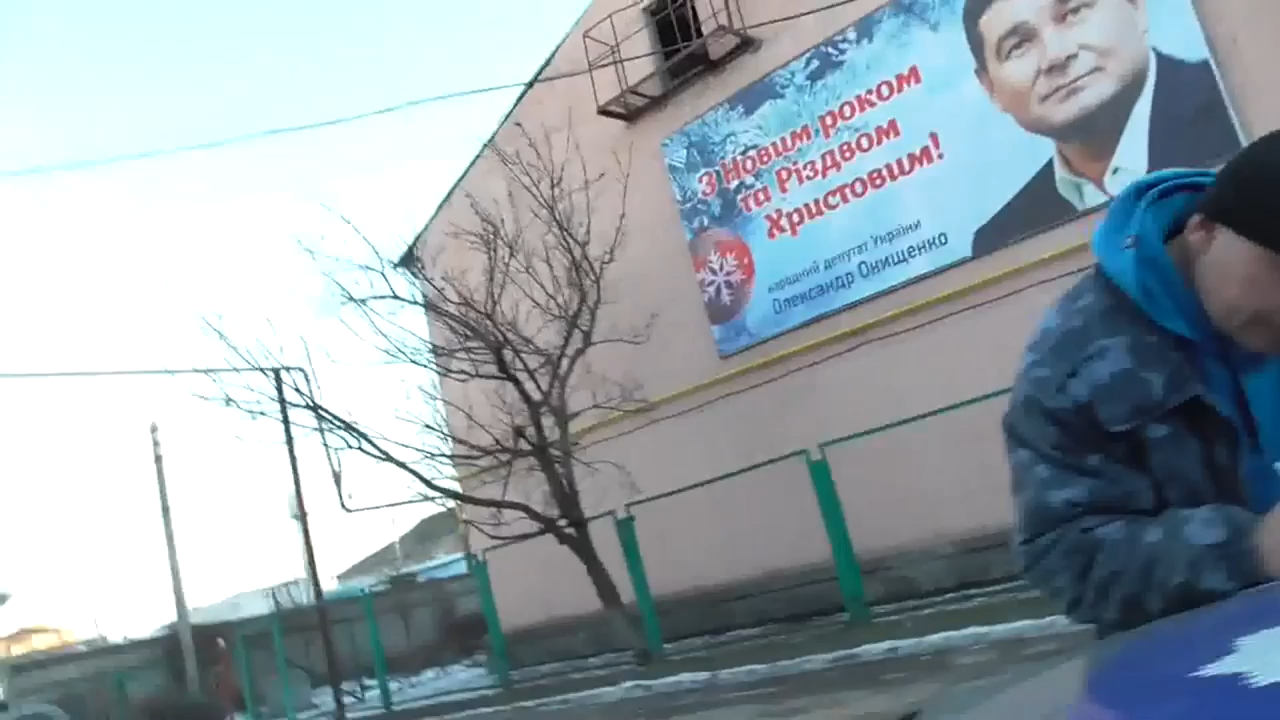 З Новим роком
та Різдвом
Христовим!
народний депутат України
Олександр Онищенко